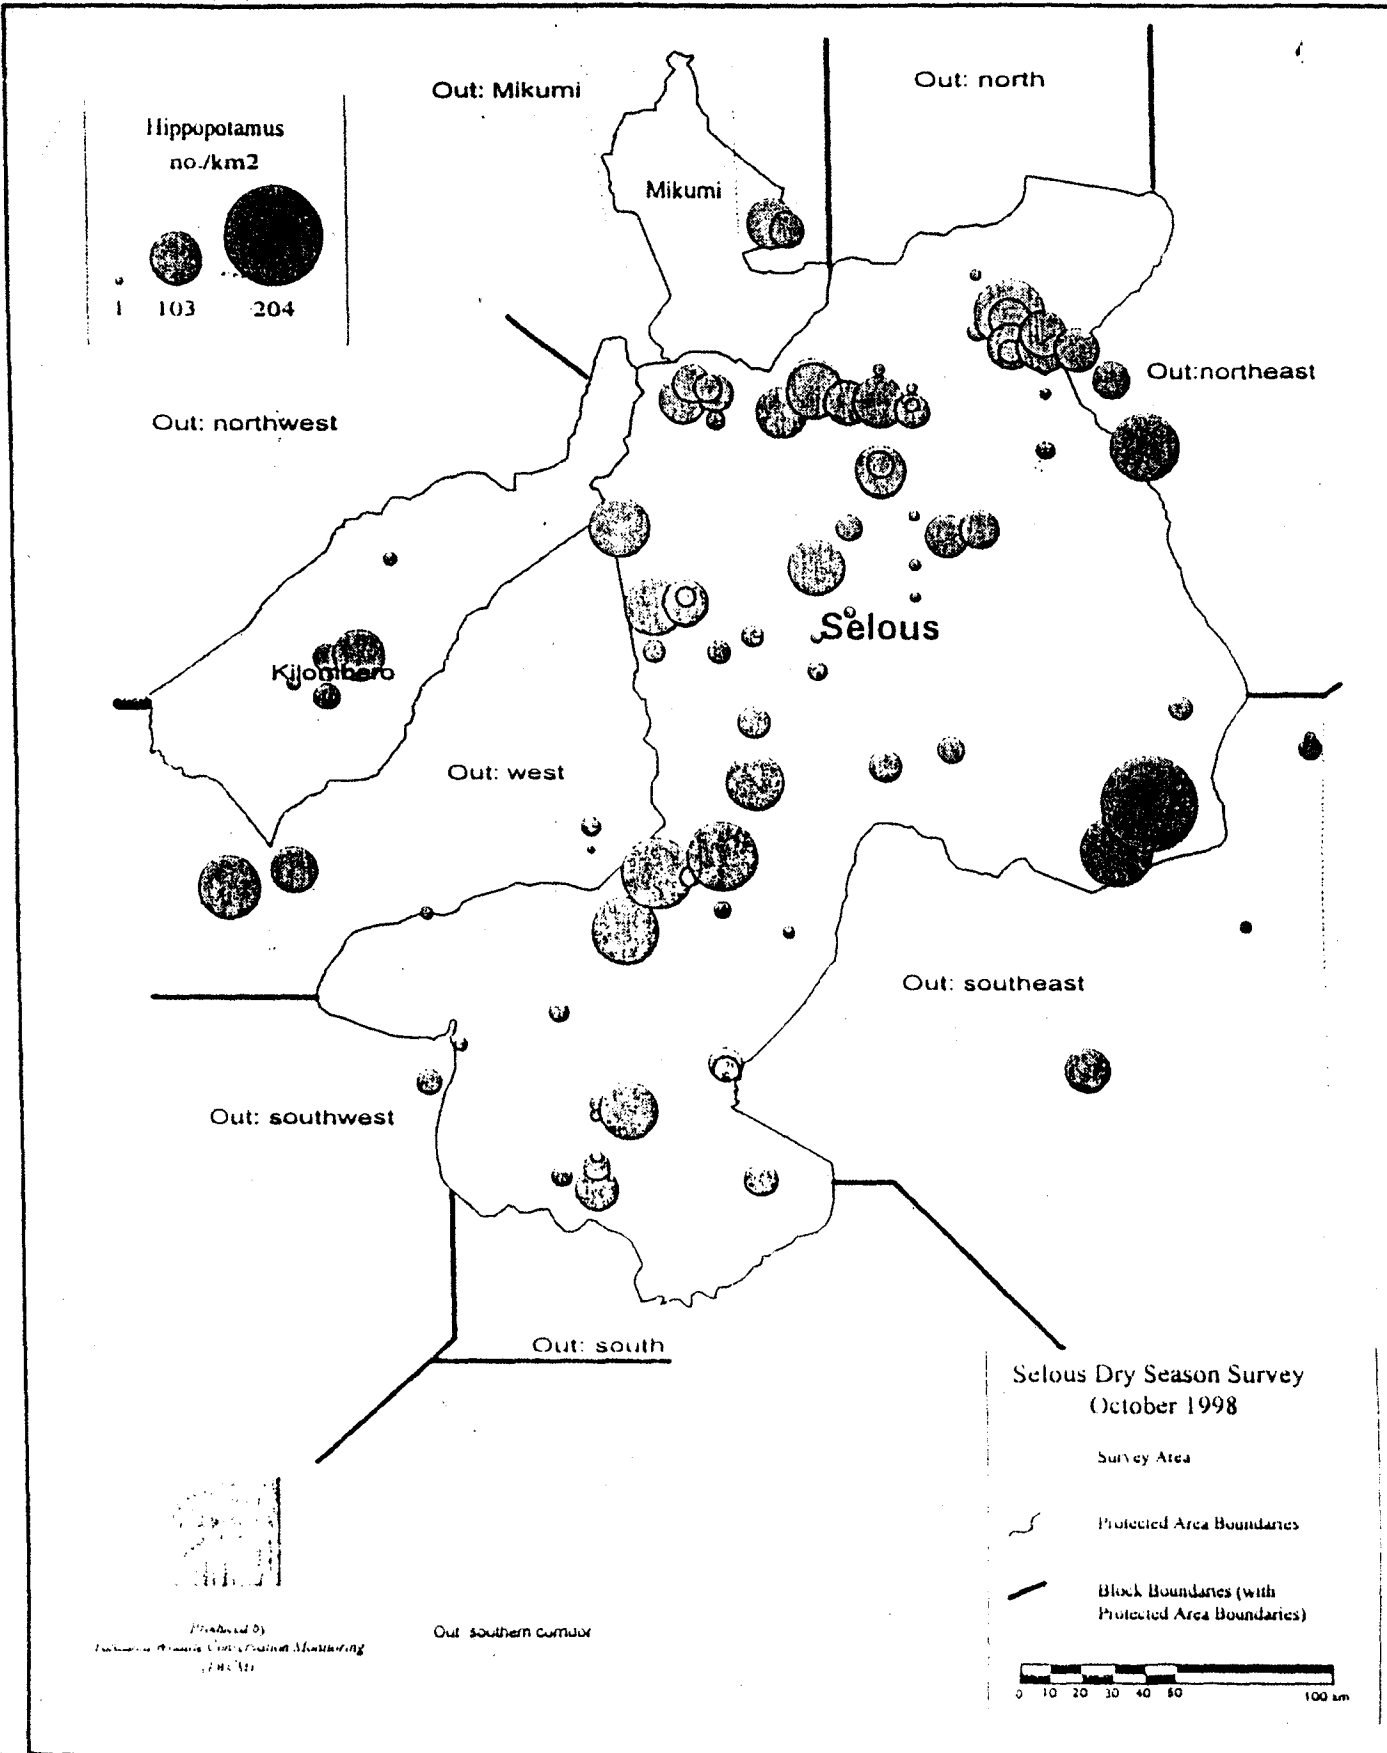 Out: Mikumi
Out: north
Hippopotamus
no./km2
1 103 204
Mikumi
Out:northeast
Out: northwest
Selous
Kilombero
Out: west
Out: southeast
Out: southwest
Out: south
Selous Dry Season Survey
October 1998
Survey Area
Protected Area Boundaries
Block Boundaries (with
Protected Area Boundaries)
0 10 20 30 40 50 100 km
Produced by
Conservation Monitoring
Out southern corridor